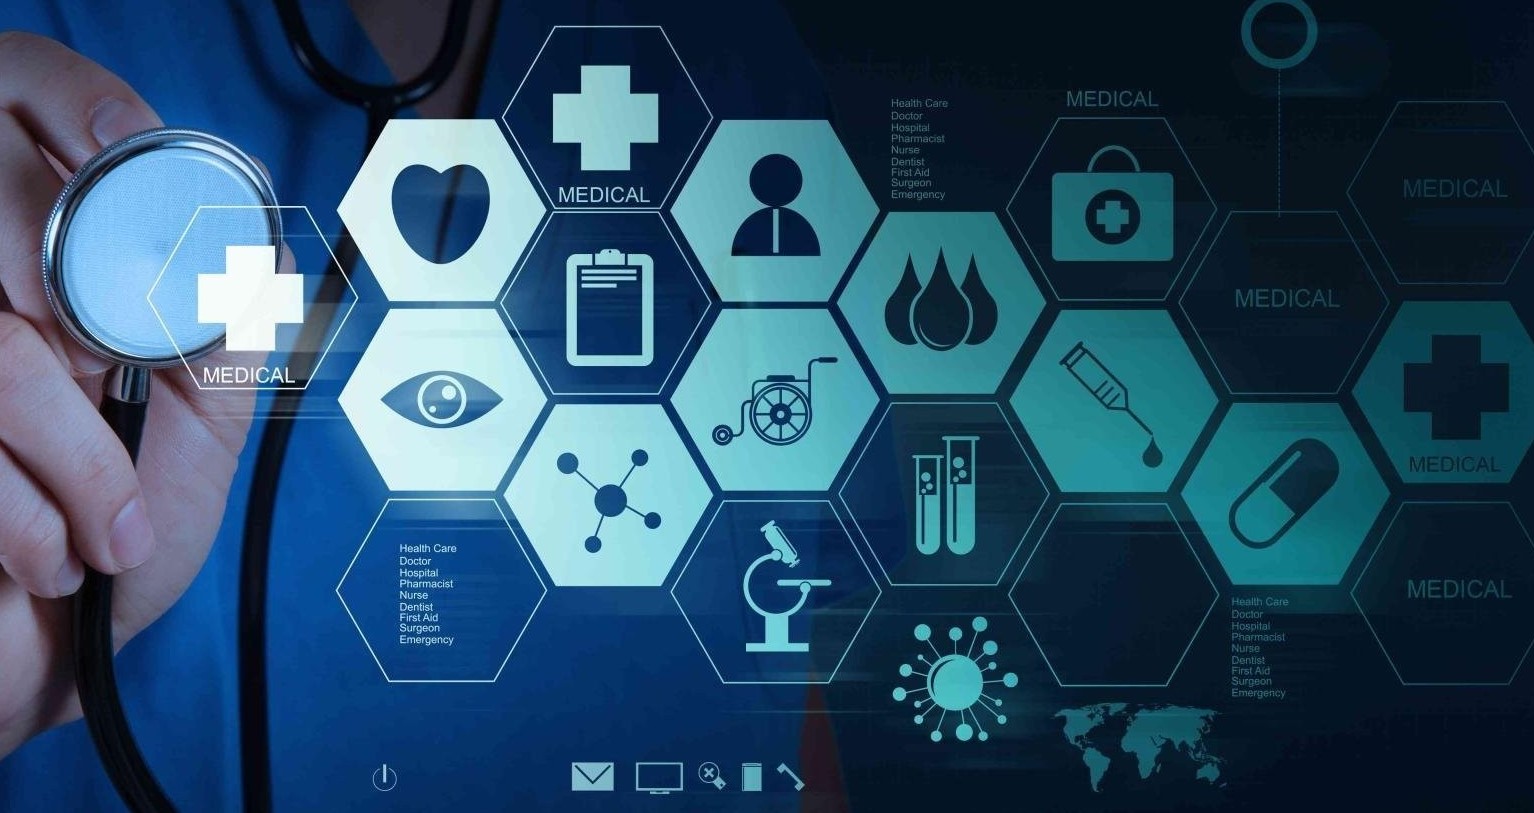 MEDICAL
MEDICAL
Health Care
Doctor
Hospital
Pharmacist
Nurse
Dentist
First Aid
Surgeon
Emergency
Health Care
Doctor
Hospital
Pharmacist
Nurse
Dentist
First Aid
Surgeon
Emergency
MEDICAL
MEDICAL
MEDICAL
MEDICAL
MEDICAL
Health Care
Doctor
Hospital
Pharmacist
Nurse
Dentist
First Aid
Surgeon
Emergency